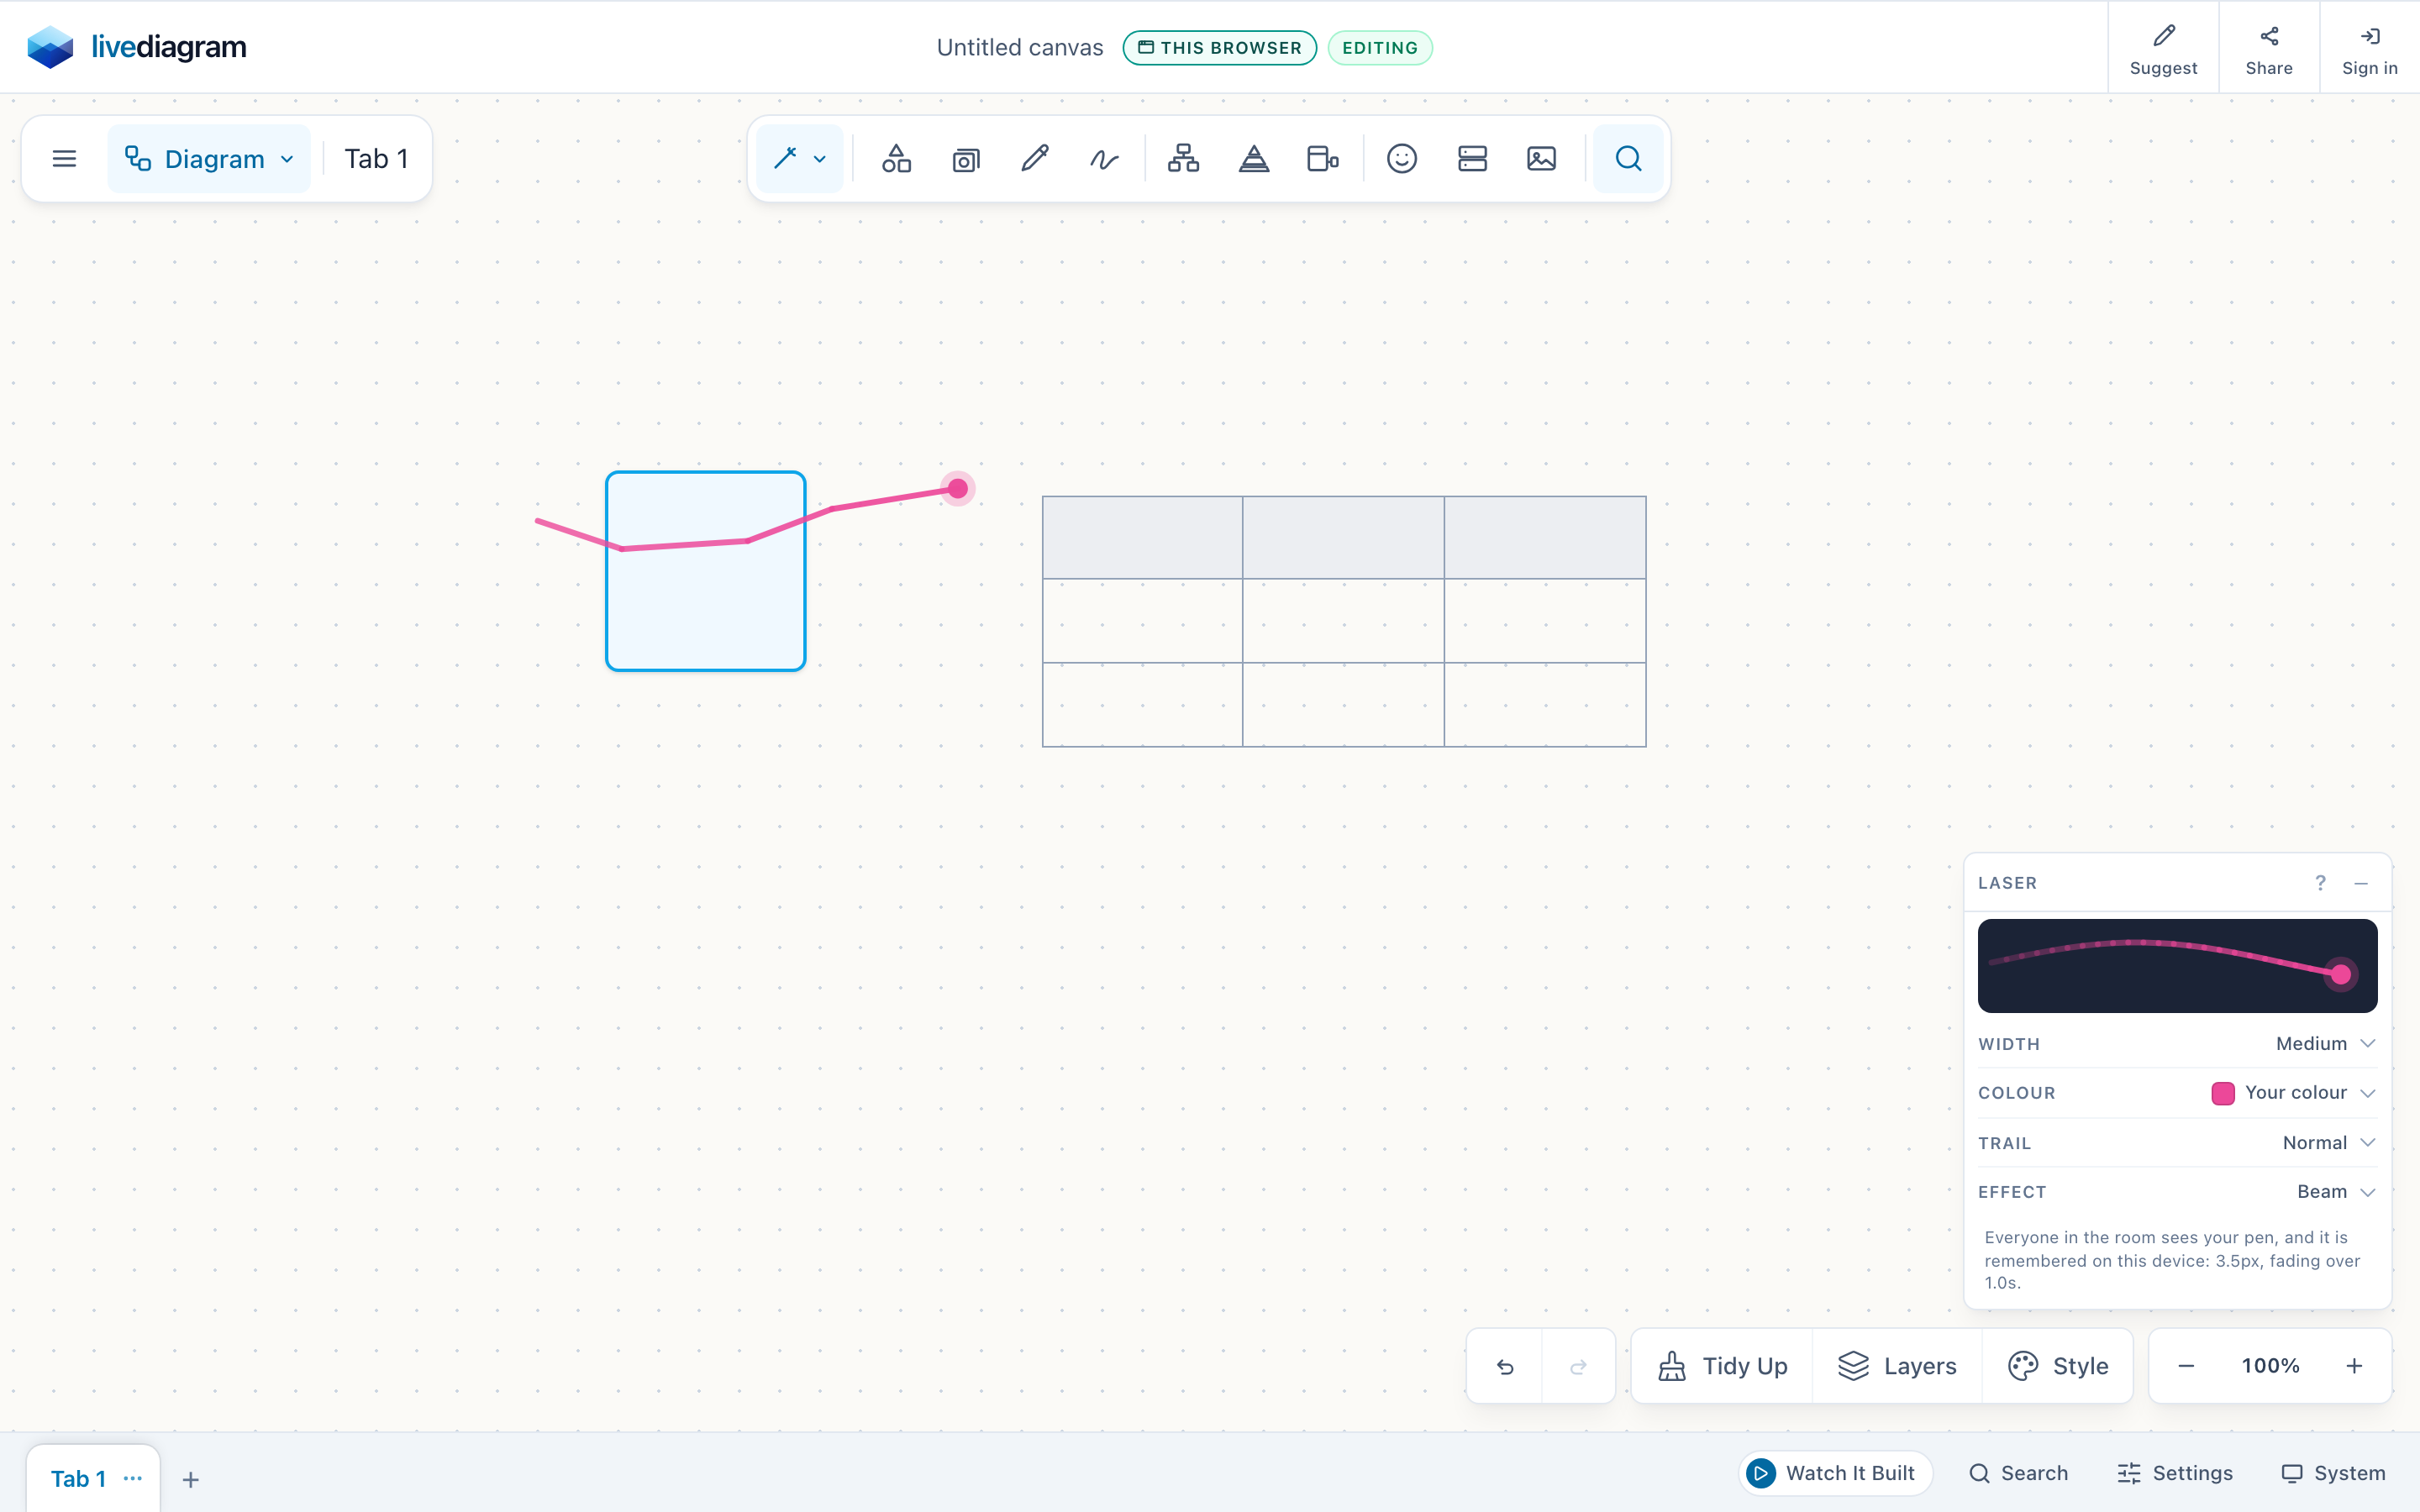 livediagram
Untitled canvas
THIS BROWSER
EDITING
Suggest
Share
Sign in
Diagram
Tab 1
LASER
?
WIDTH
Medium
COLOUR
Your colour
TRAIL
Normal
EFFECT
Beam
Everyone in the room sees your pen, and it is
remembered on this device: 3.5px, fading over
1.0s.
Tidy Up
Layers
Style
100%
Tab 1
Watch It Built
Search
Settings
System